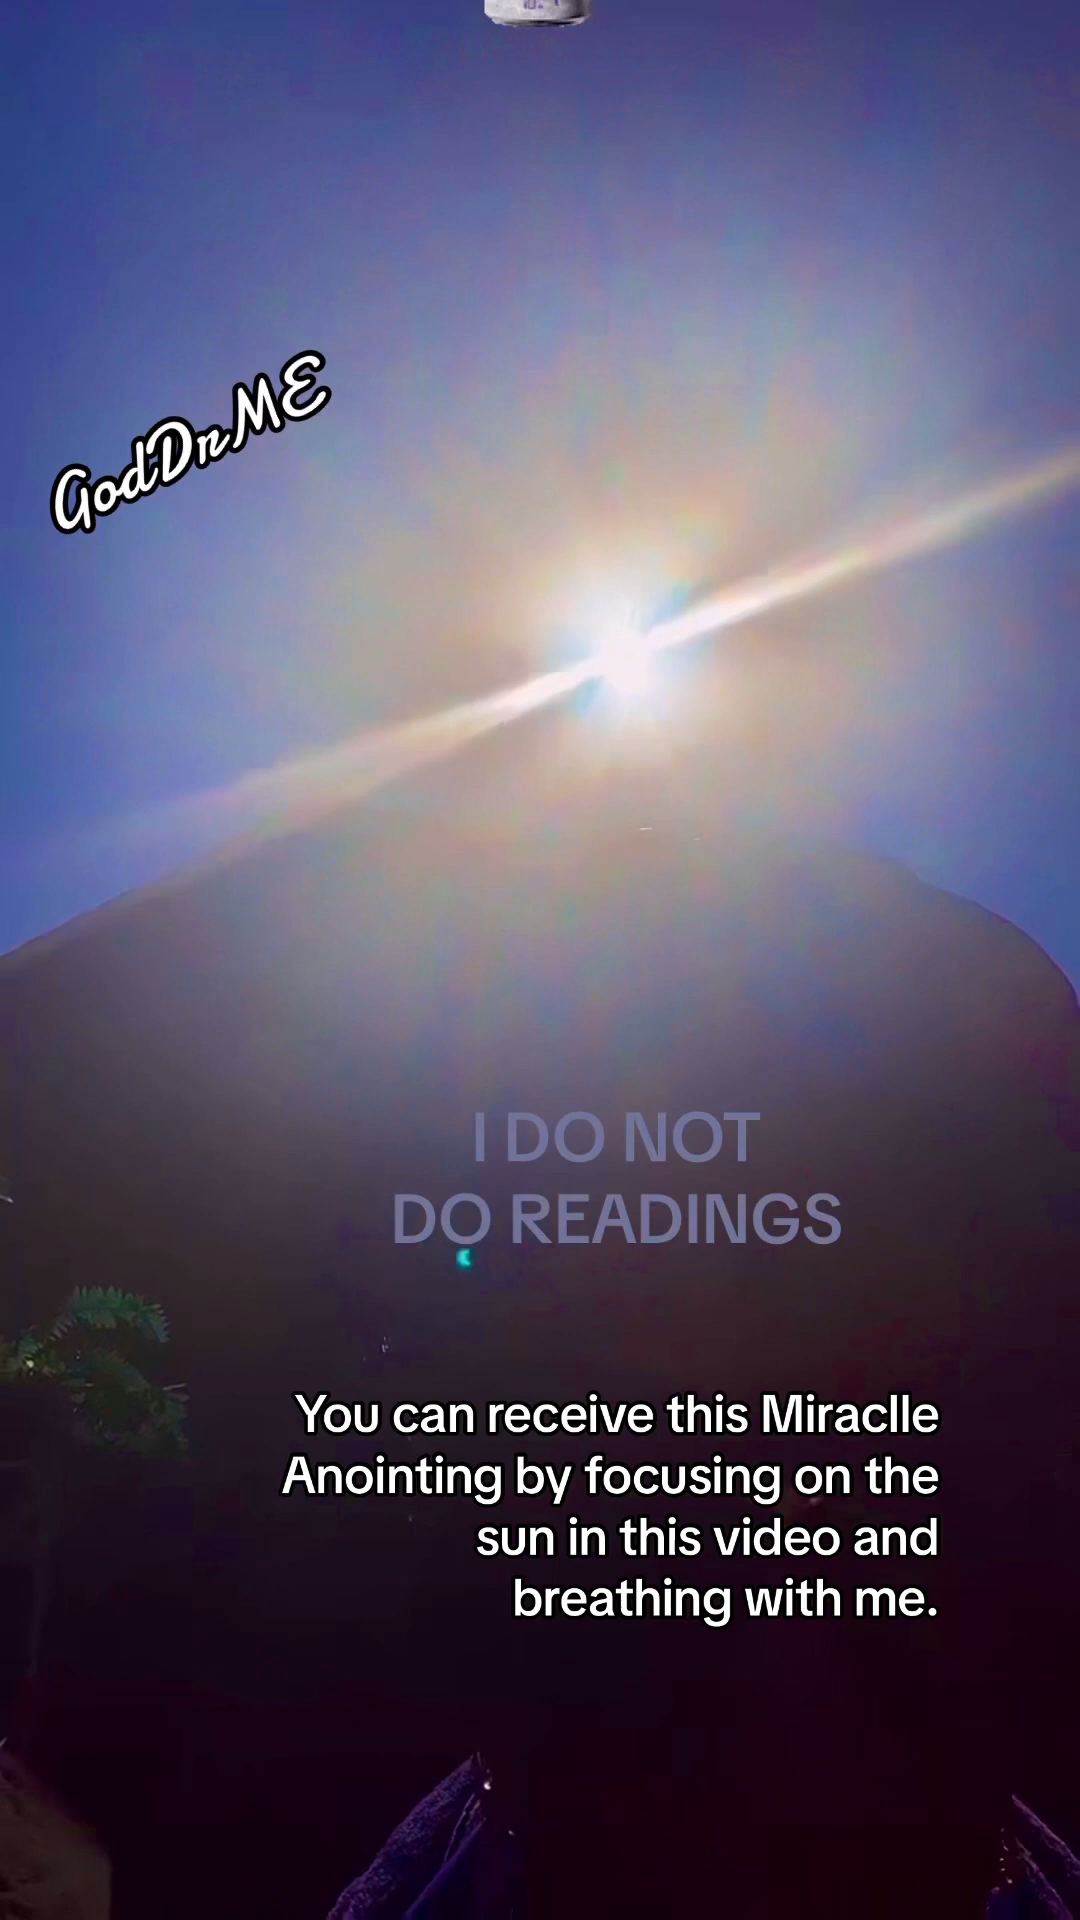 GodDrME
I DO NOT
DO READINGS
You can receive this Miraclle
Anointing by focusing on the
sun in this video and
breathing with me.